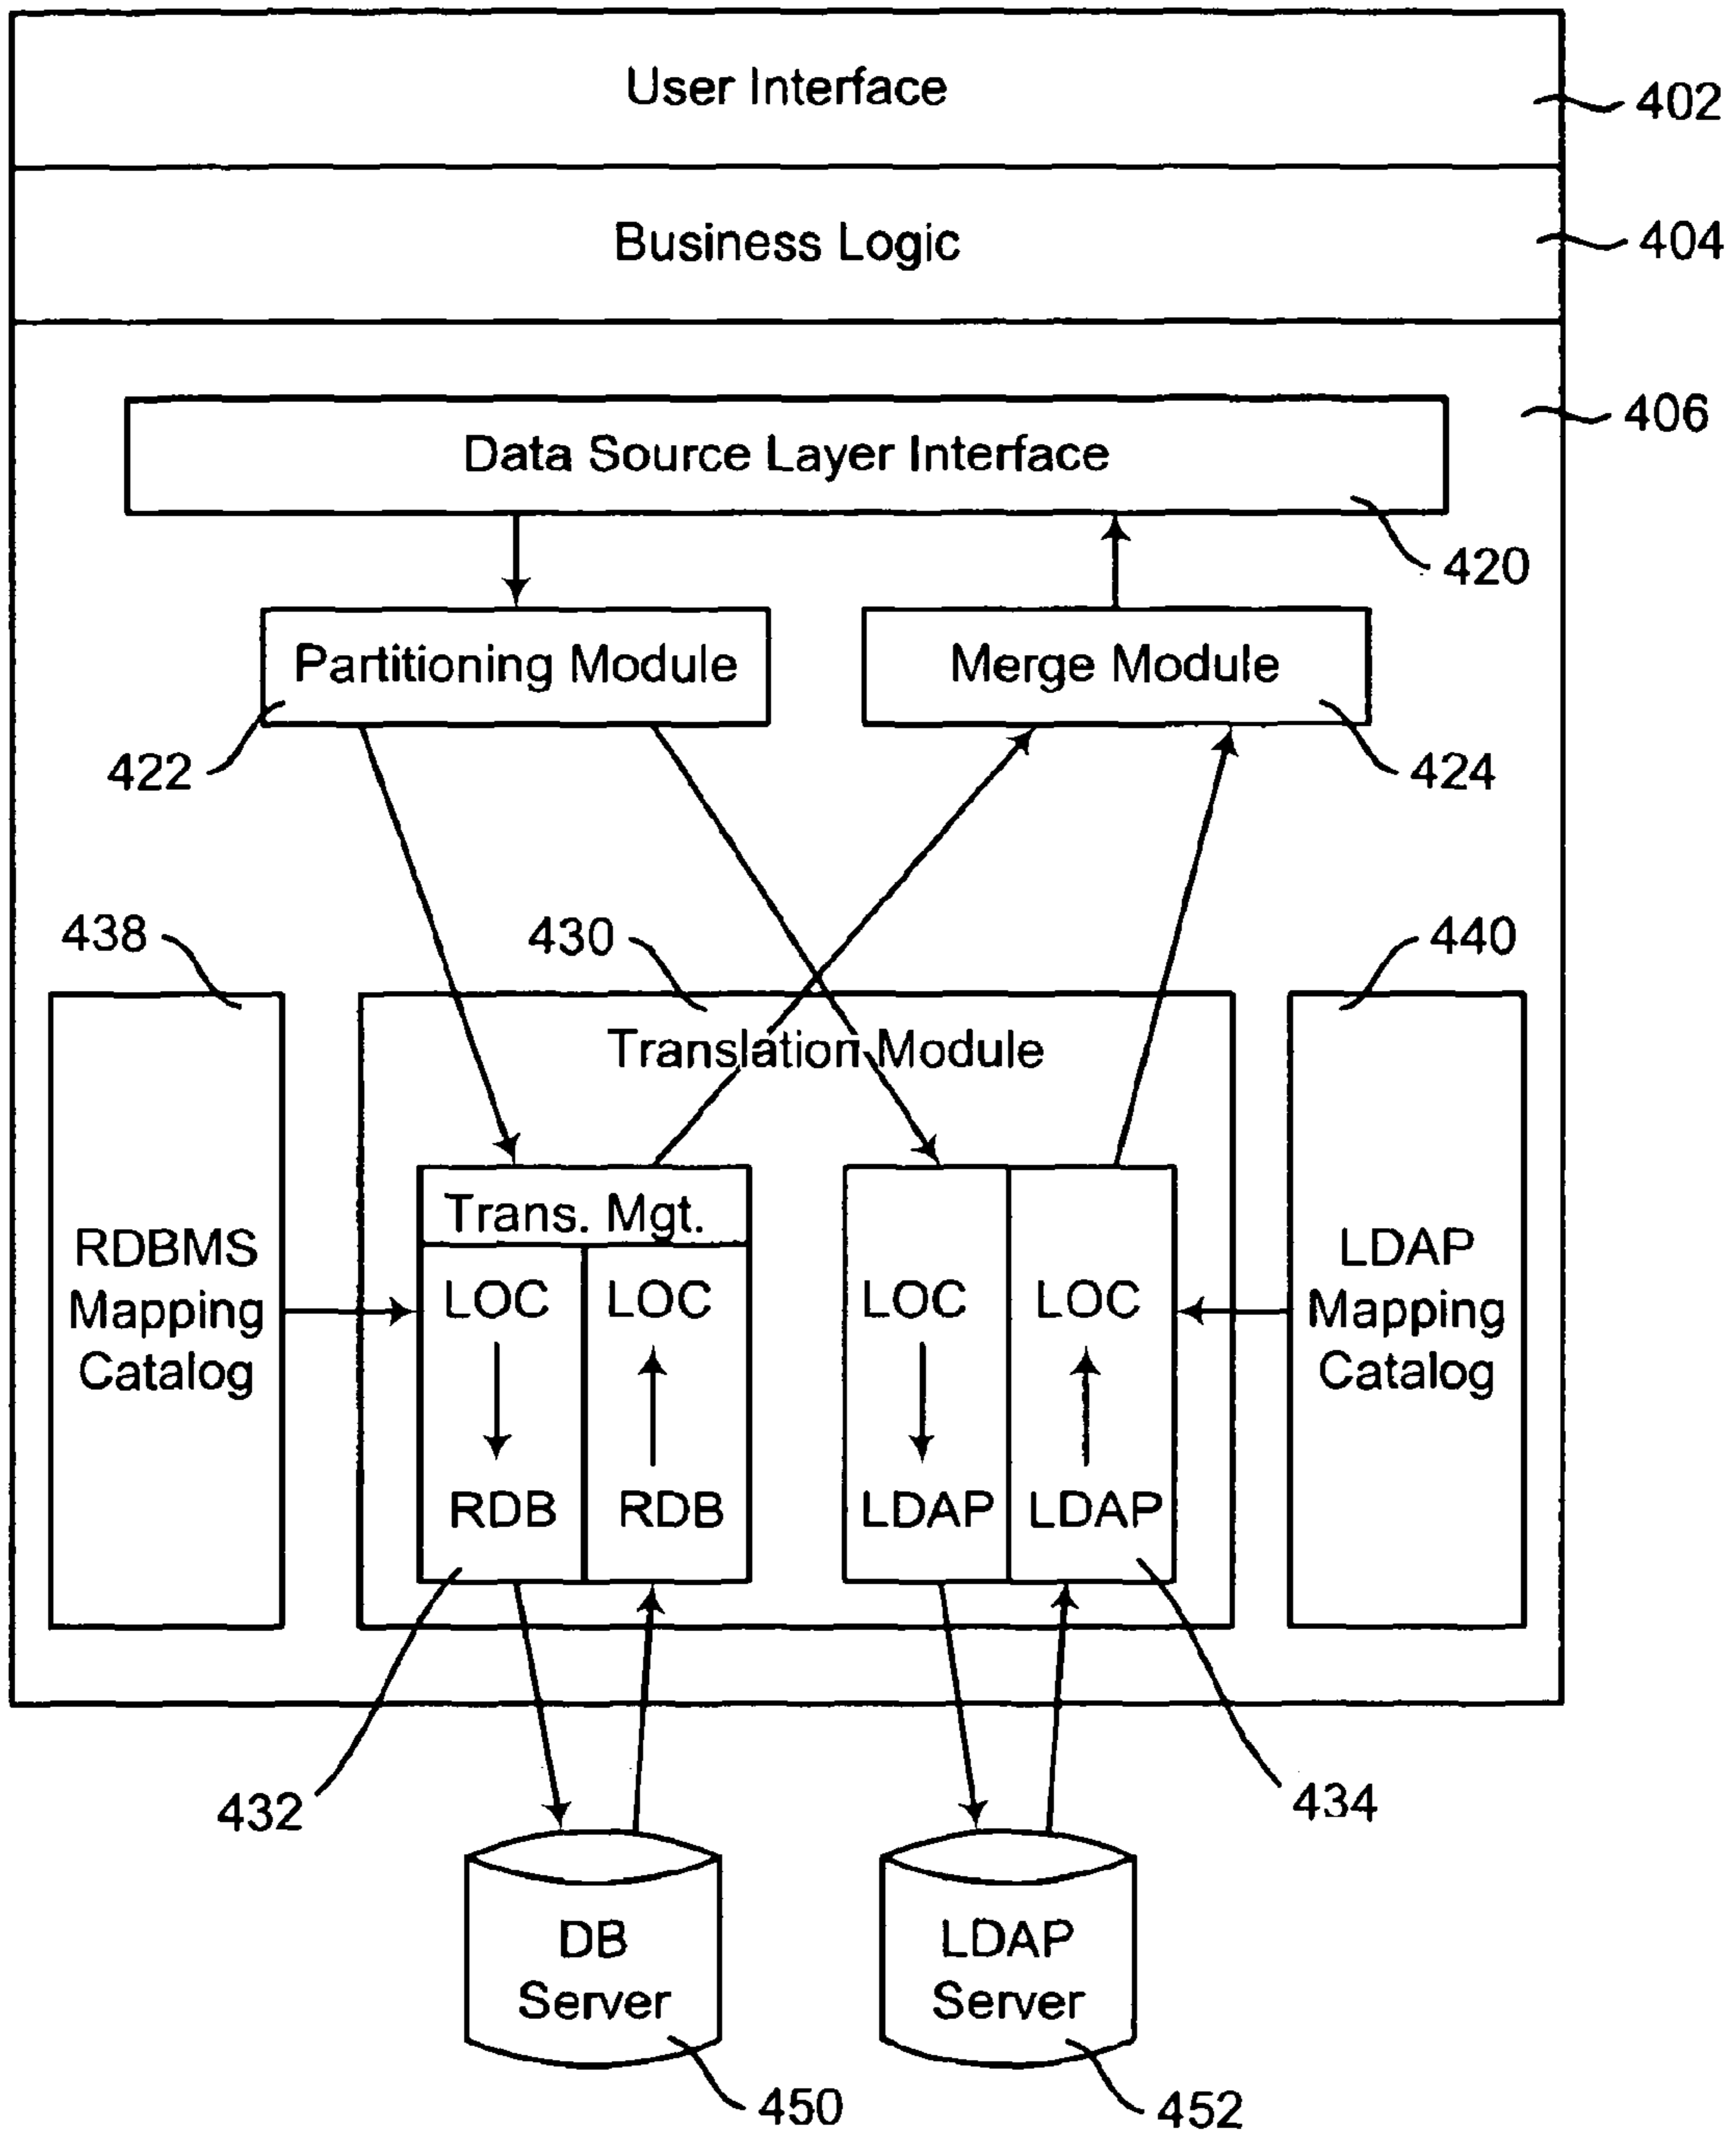 User Interface
402
Business Logic
404
406
Data Source Layer Interface
420
Partitioning Module
Merge Module
422
424
438
430
440
Translation Module
Trans. Mgt.
RDBMS
Mapping
Catalog
LOC
RDB
LOC
RDB
LOC
LDAP
LOC
LDAP
LDAP
Mapping
Catalog
432
434
DB
Server
LDAP
Server
450
452